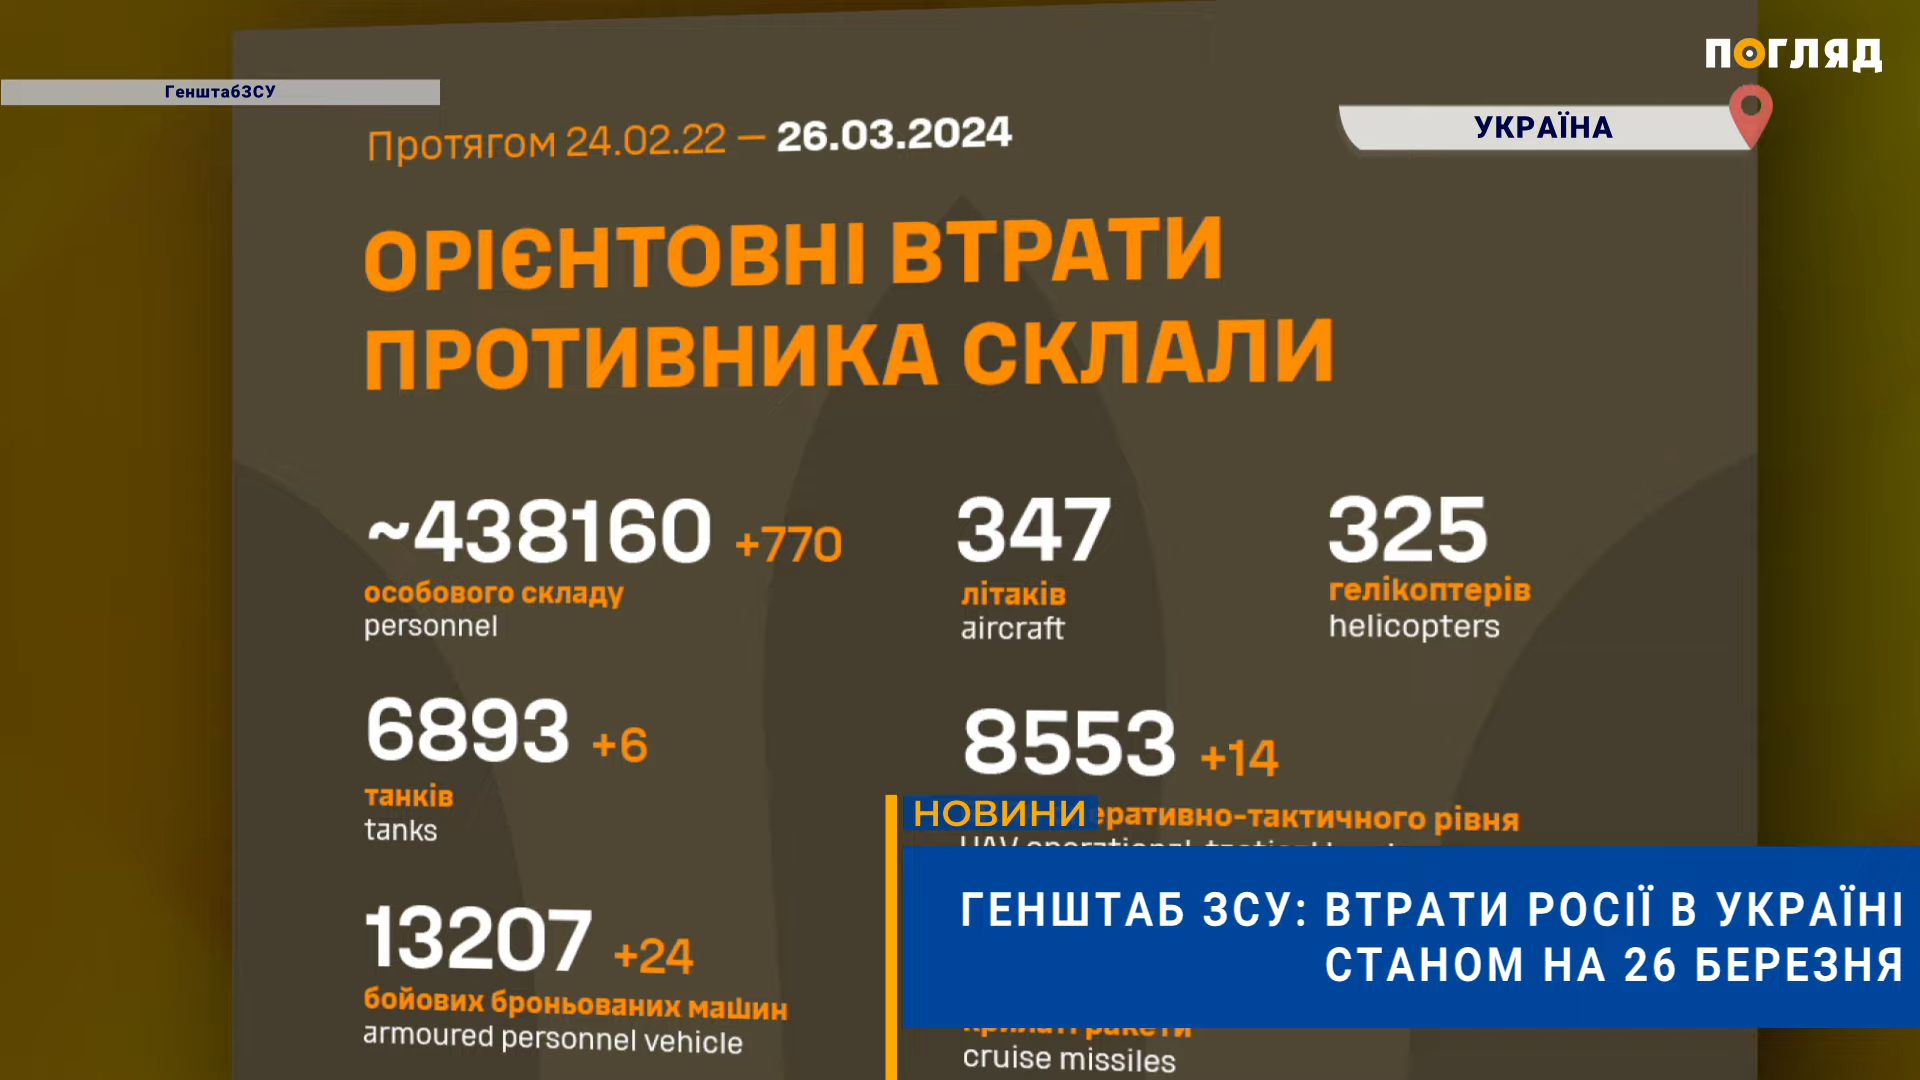 ПОГЛЯД
ГенштабЗСУ
УКРАЇНА
Протягом 24.02.22 — 26.03.2024
ОРІЄНТОВНІ ВТРАТИ
ПРОТИВНИКА СКЛАЛИ
~438160 +770
особового складу
personnel
347
літаків
aircraft
325
гелікоптерів
helicopters
6893 +6
танків
tanks
8553 +14
НОВИНИ
рівня
13207 +24
бойових броньованих машин
armoured personnel vehicle
ГЕНШТАБ ЗСУ: ВТРАТИ РОСІЇ В УКРАЇНІ
СТАНОМ НА 26 БЕРЕЗНЯ
cruise missiles